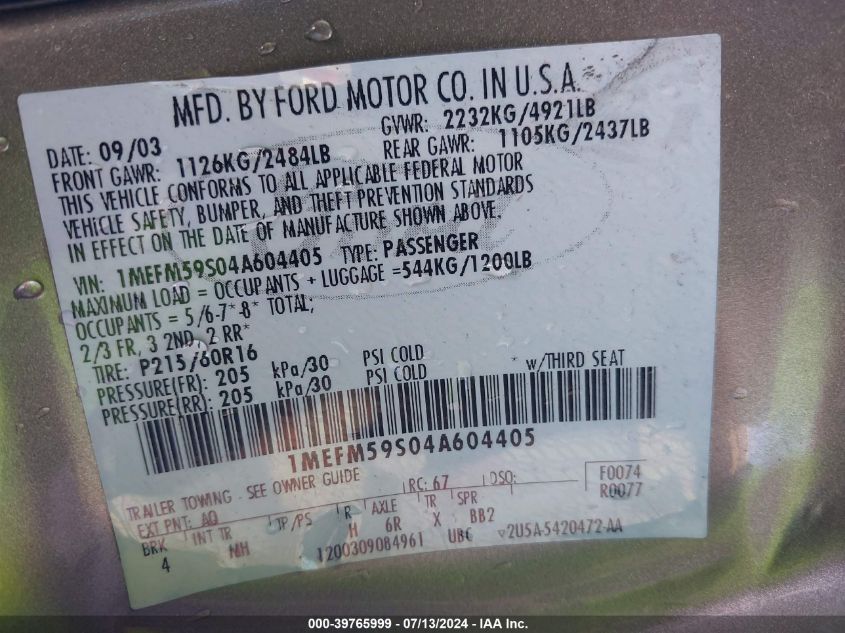 MFD. BY FORD MOTOR CO. IN U.S.A.
DATE: 09/03 GVWR: 2232KG/4921LB
FRONT GAWR: 1126KG/2484LB REAR GAWR: 1105KG/2437LB
THIS VEHICLE CONFORMS TO ALL APPLICABLE FEDERAL MOTOR
VEHICLE SAFETY, BUMPER, AND THEFT PREVENTION STANDARDS
IN EFFECT ON THE DATE OF MANUFACTURE SHOWN ABOVE.
VIN: 1MEFM59S04A604405 TYPE: PASSENGER
MAXIMUM LOAD = OCCUPANTS + LUGGAGE =544KG/1200LB
OCCUPANTS = 5/6-7*-8* TOTAL;
2/3 FR, 3 2ND, 2 RR*
TIRE: P215/60R16
PRESSURE(FR): 205 kPa/30 PSI COLD
PRESSURE(RR): 205 kPa/30 PSI COLD * w/THIRD SEAT
1MEFM59S04A604405
TRAILER TOWING - SEE OWNER GUIDE
EXT PNT: AQ RC: 67 DSO: F0074
BRK INT TR TP/PS R AXLE TR SPR R0077
4 NH H 6R X BB2
1200309084961 UBC 2U5A-5420472-AA
000-39765999 - 07/13/2024 - IAA Inc.